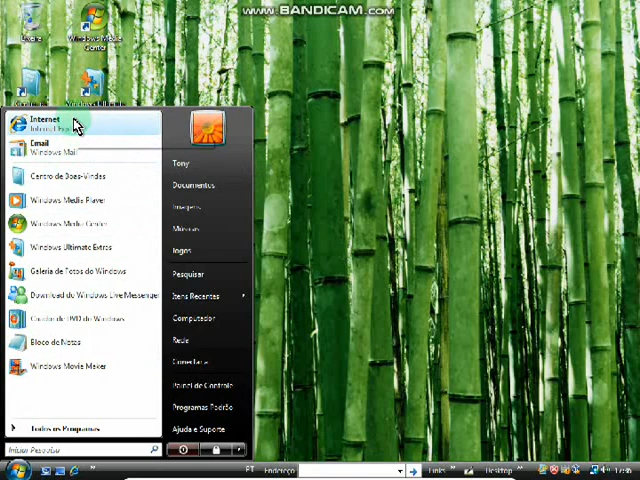 www.BANDICAM.com
Lixeira
Windows Media
Center
Internet
Email
Windows Mail
Centro de Boas-Vindas
Windows Media Player
Windows Media Center
Windows Ultimate Extras
Galeria de Fotos do Windows
Download do Windows Live Messenger
Criador de DVD do Windows
Bloco de Notas
Windows Movie Maker
Todos os Programas
Iniciar Pesquisa
Tony
Documentos
Imagens
Músicas
Jogos
Pesquisar
Itens Recentes
Computador
Rede
Conectar a
Painel de Controle
Programas Padrão
Ajuda e Suporte
PT
Endereço
Links
Desktop
17:36